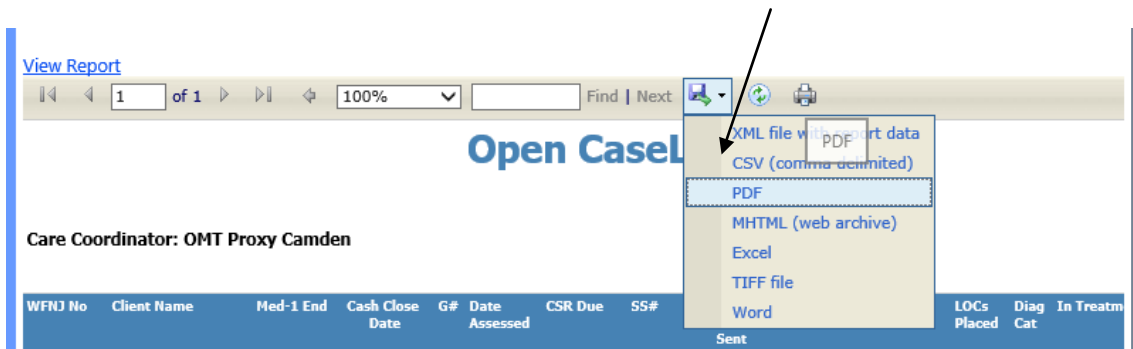 View Report
1 of 1 100% Find | Next
Open CaseL
XML file with report data
PDF
CSV (comma delimited)
PDF
MHTML (web archive)
Excel
TIFF file
Word
Care Coordinator: OMT Proxy Camden
WFNJ No Client Name Med-1 End Cash Close Date G# Date Assessed CSR Due SS# Sent LOCs Placed Diag Cat In Treatm